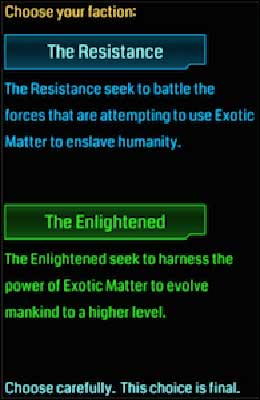 Choose your faction:
The Resistance
The Resistance seek to battle the
forces that are attempting to use Exotic
Matter to enslave humanity.
The Enlightened
The Enlightened seek to harness the
power of Exotic Matter to evolve
mankind to a higher level.
Choose carefully. This choice is final.